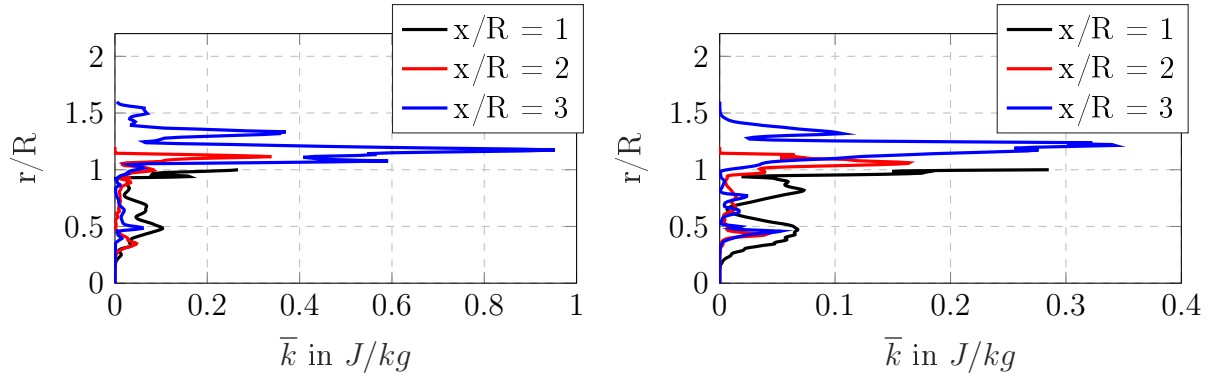 x/R = 1
x/R = 2
x/R = 3
2
1.5
1
0.5
0
r/R
0 0.2 0.4 0.6 0.8 1
k̅ in J/kg
x/R = 1
x/R = 2
x/R = 3
2
1.5
1
0.5
0
r/R
0 0.1 0.2 0.3 0.4
k̅ in J/kg